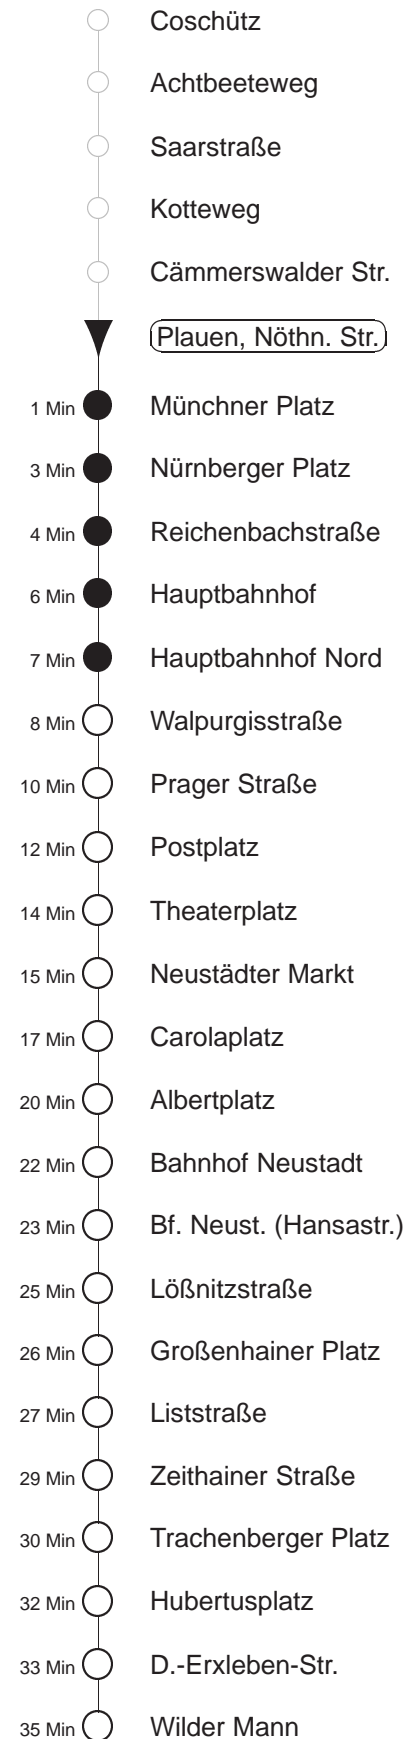 Coschütz
Achtbeeteweg
Saarstraße
Kotteweg
Cämmerswalder Str.
Plauen, Nöthn. Str.
1 Min Münchner Platz
3 Min Nürnberger Platz
4 Min Reichenbachstraße
6 Min Hauptbahnhof
7 Min Hauptbahnhof Nord
8 Min Walpurgisstraße
10 Min Prager Straße
12 Min Postplatz
14 Min Theaterplatz
15 Min Neustädter Markt
17 Min Carolaplatz
20 Min Albertplatz
22 Min Bahnhof Neustadt
23 Min Bf. Neust. (Hansastr.)
25 Min Lößnitzstraße
26 Min Großenhainer Platz
27 Min Liststraße
29 Min Zeithainer Straße
30 Min Trachenberger Platz
32 Min Hubertusplatz
33 Min D.-Erxleben-Str.
35 Min Wilder Mann